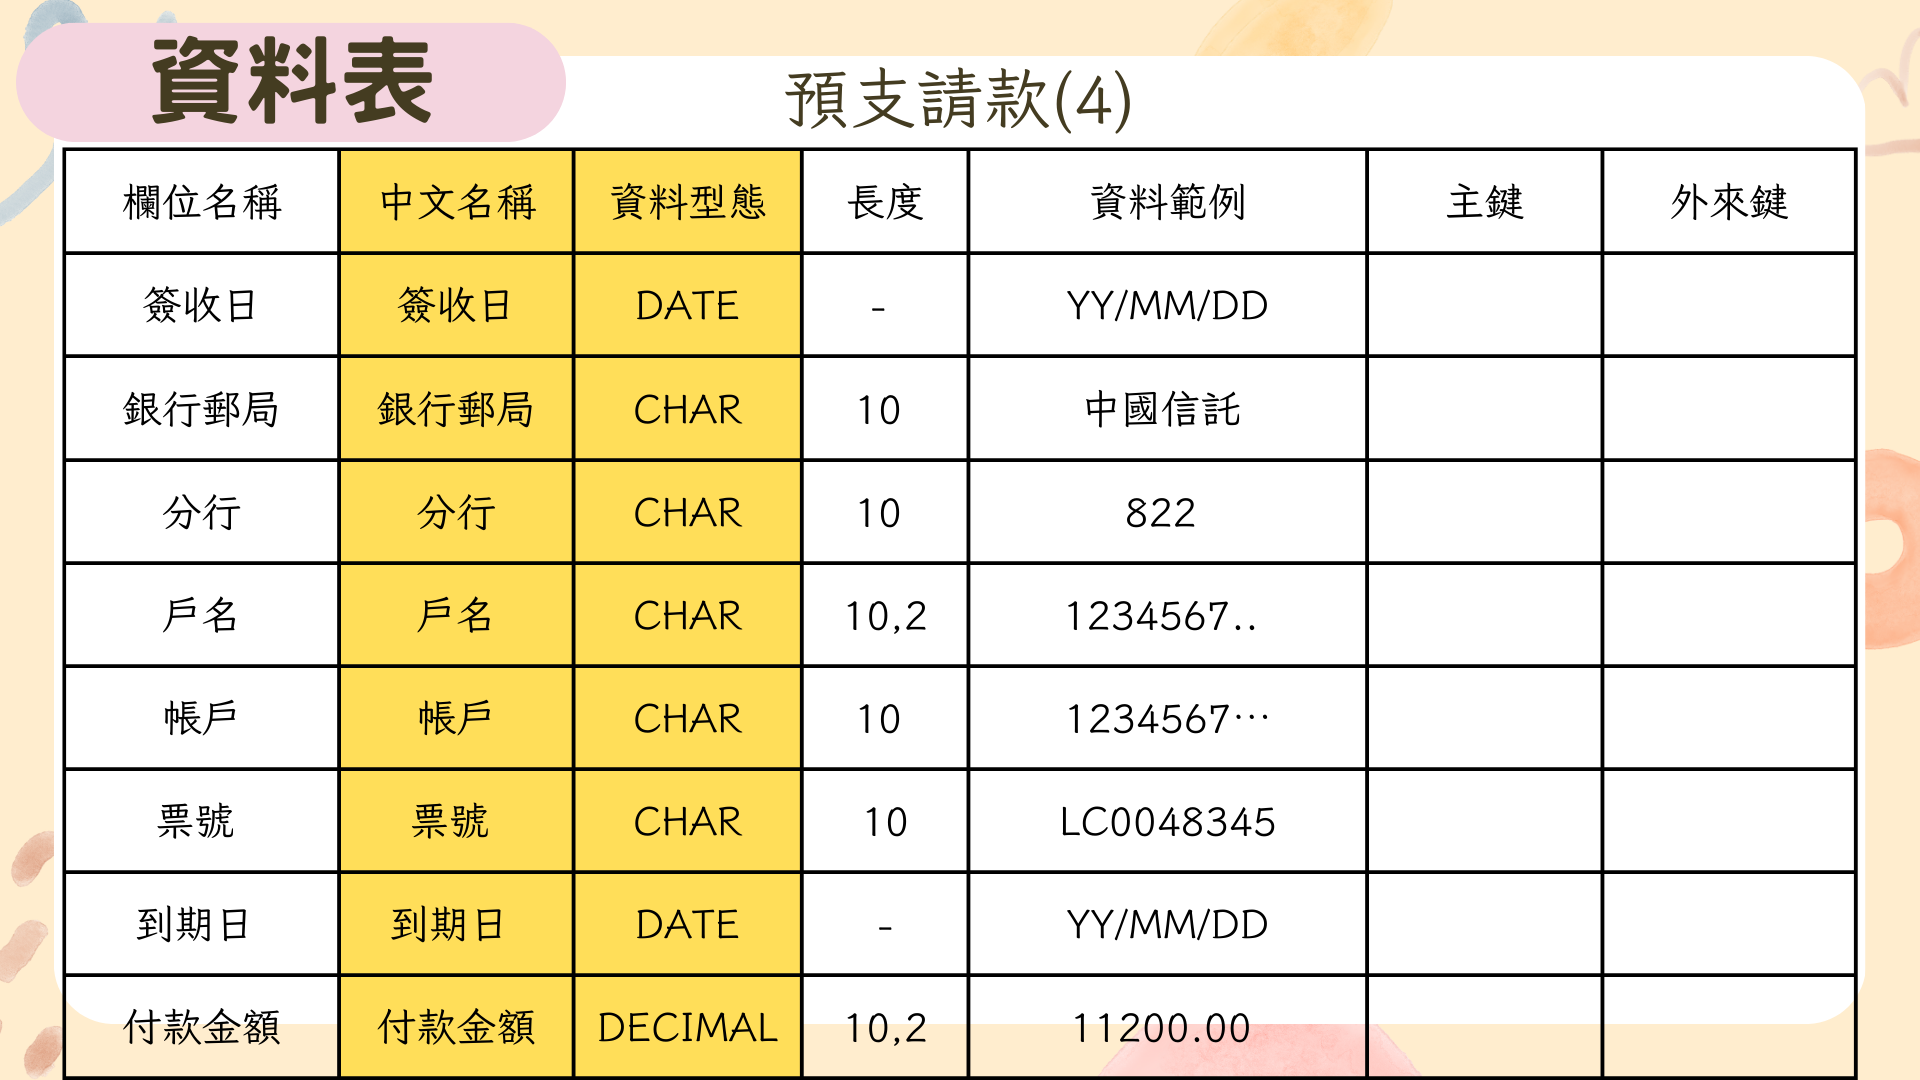 資料表
預支請款(4)
欄位名稱 中文名稱 資料型態 長度 資料範例 主鍵 外來鍵
簽收日 簽收日 DATE - YY/MM/DD
銀行郵局 銀行郵局 CHAR 10 中國信託
分行 分行 CHAR 10 822
戶名 戶名 CHAR 10,2 1234567..
帳戶 帳戶 CHAR 10 1234567…
票號 票號 CHAR 10 LC0048345
到期日 到期日 DATE - YY/MM/DD
付款金額 付款金額 DECIMAL 10,2 11200.00